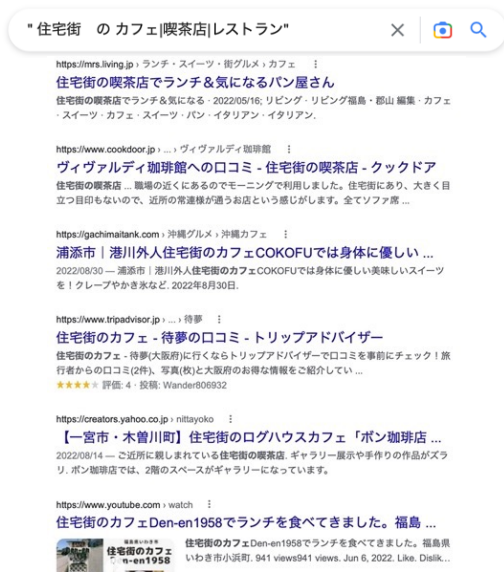 " 住宅街　の カフェ|喫茶店|レストラン"
https://mrs.living.jp › ランチ・スイーツ・街グルメ › カフェ
住宅街の喫茶店でランチ＆気になるパン屋さん
住宅街の喫茶店でランチ＆気になる · 2022/05/16; リビング · リビング福島・郡山 編集 · カフェ
· スイーツ · カフェ · スイーツ · パン · イタリアン · イタリアン.
https://www.cookdoor.jp › ... › ヴィヴァルディ珈琲館
ヴィヴァルディ珈琲館への口コミ - 住宅街の喫茶店 - クックドア
住宅街の喫茶店 ... 職場の近くにあるのでモーニングで利用しました。住宅街にあり、大きく目
立つ目印もないので、近所の常連様が通うお店という感じがします。全てソファ席 ...
https://gachimaitank.com › 沖縄グルメ › 沖縄カフェ
浦添市｜港川外人住宅街のカフェCOKOFUでは身体に優しい ...
2022/08/30 — 浦添市｜港川外人住宅街のカフェCOKOFUでは身体に優しい美味しいスイーツ
を！クレープやかき氷など. 2022年8月30日.
https://www.tripadvisor.jp › ... › 待夢
住宅街のカフェ - 待夢の口コミ - トリップアドバイザー
住宅街のカフェ - 待夢(大阪府)に行くならトリップアドバイザーで口コミを事前にチェック！旅
行者からの口コミ(2件)、写真(枚)と大阪府のお得な情報をご紹介してい ...
★★★★★ 評価: 4 · 投稿: Wander806932
https://creators.yahoo.co.jp › nittayoko
【一宮市・木曽川町】住宅街のログハウスカフェ「ボン珈琲店 ...
2022/08/14 — ご近所に親しまれている住宅街の喫茶店. ギャラリー展示や手作りの作品がズラ
リ. ボン珈琲店では、2階のスペースがギャラリーになっています。
https://www.youtube.com › watch
住宅街のカフェDen-en1958でランチを食べてきました。福島 ...
福島県いわき市
住宅街のカフェ
Den-en1958
住宅街のカフェDen-en1958でランチを食べてきました。福島県
いわき市小浜町. 941 views941 views. Jun 6, 2022. Like. Dislik...